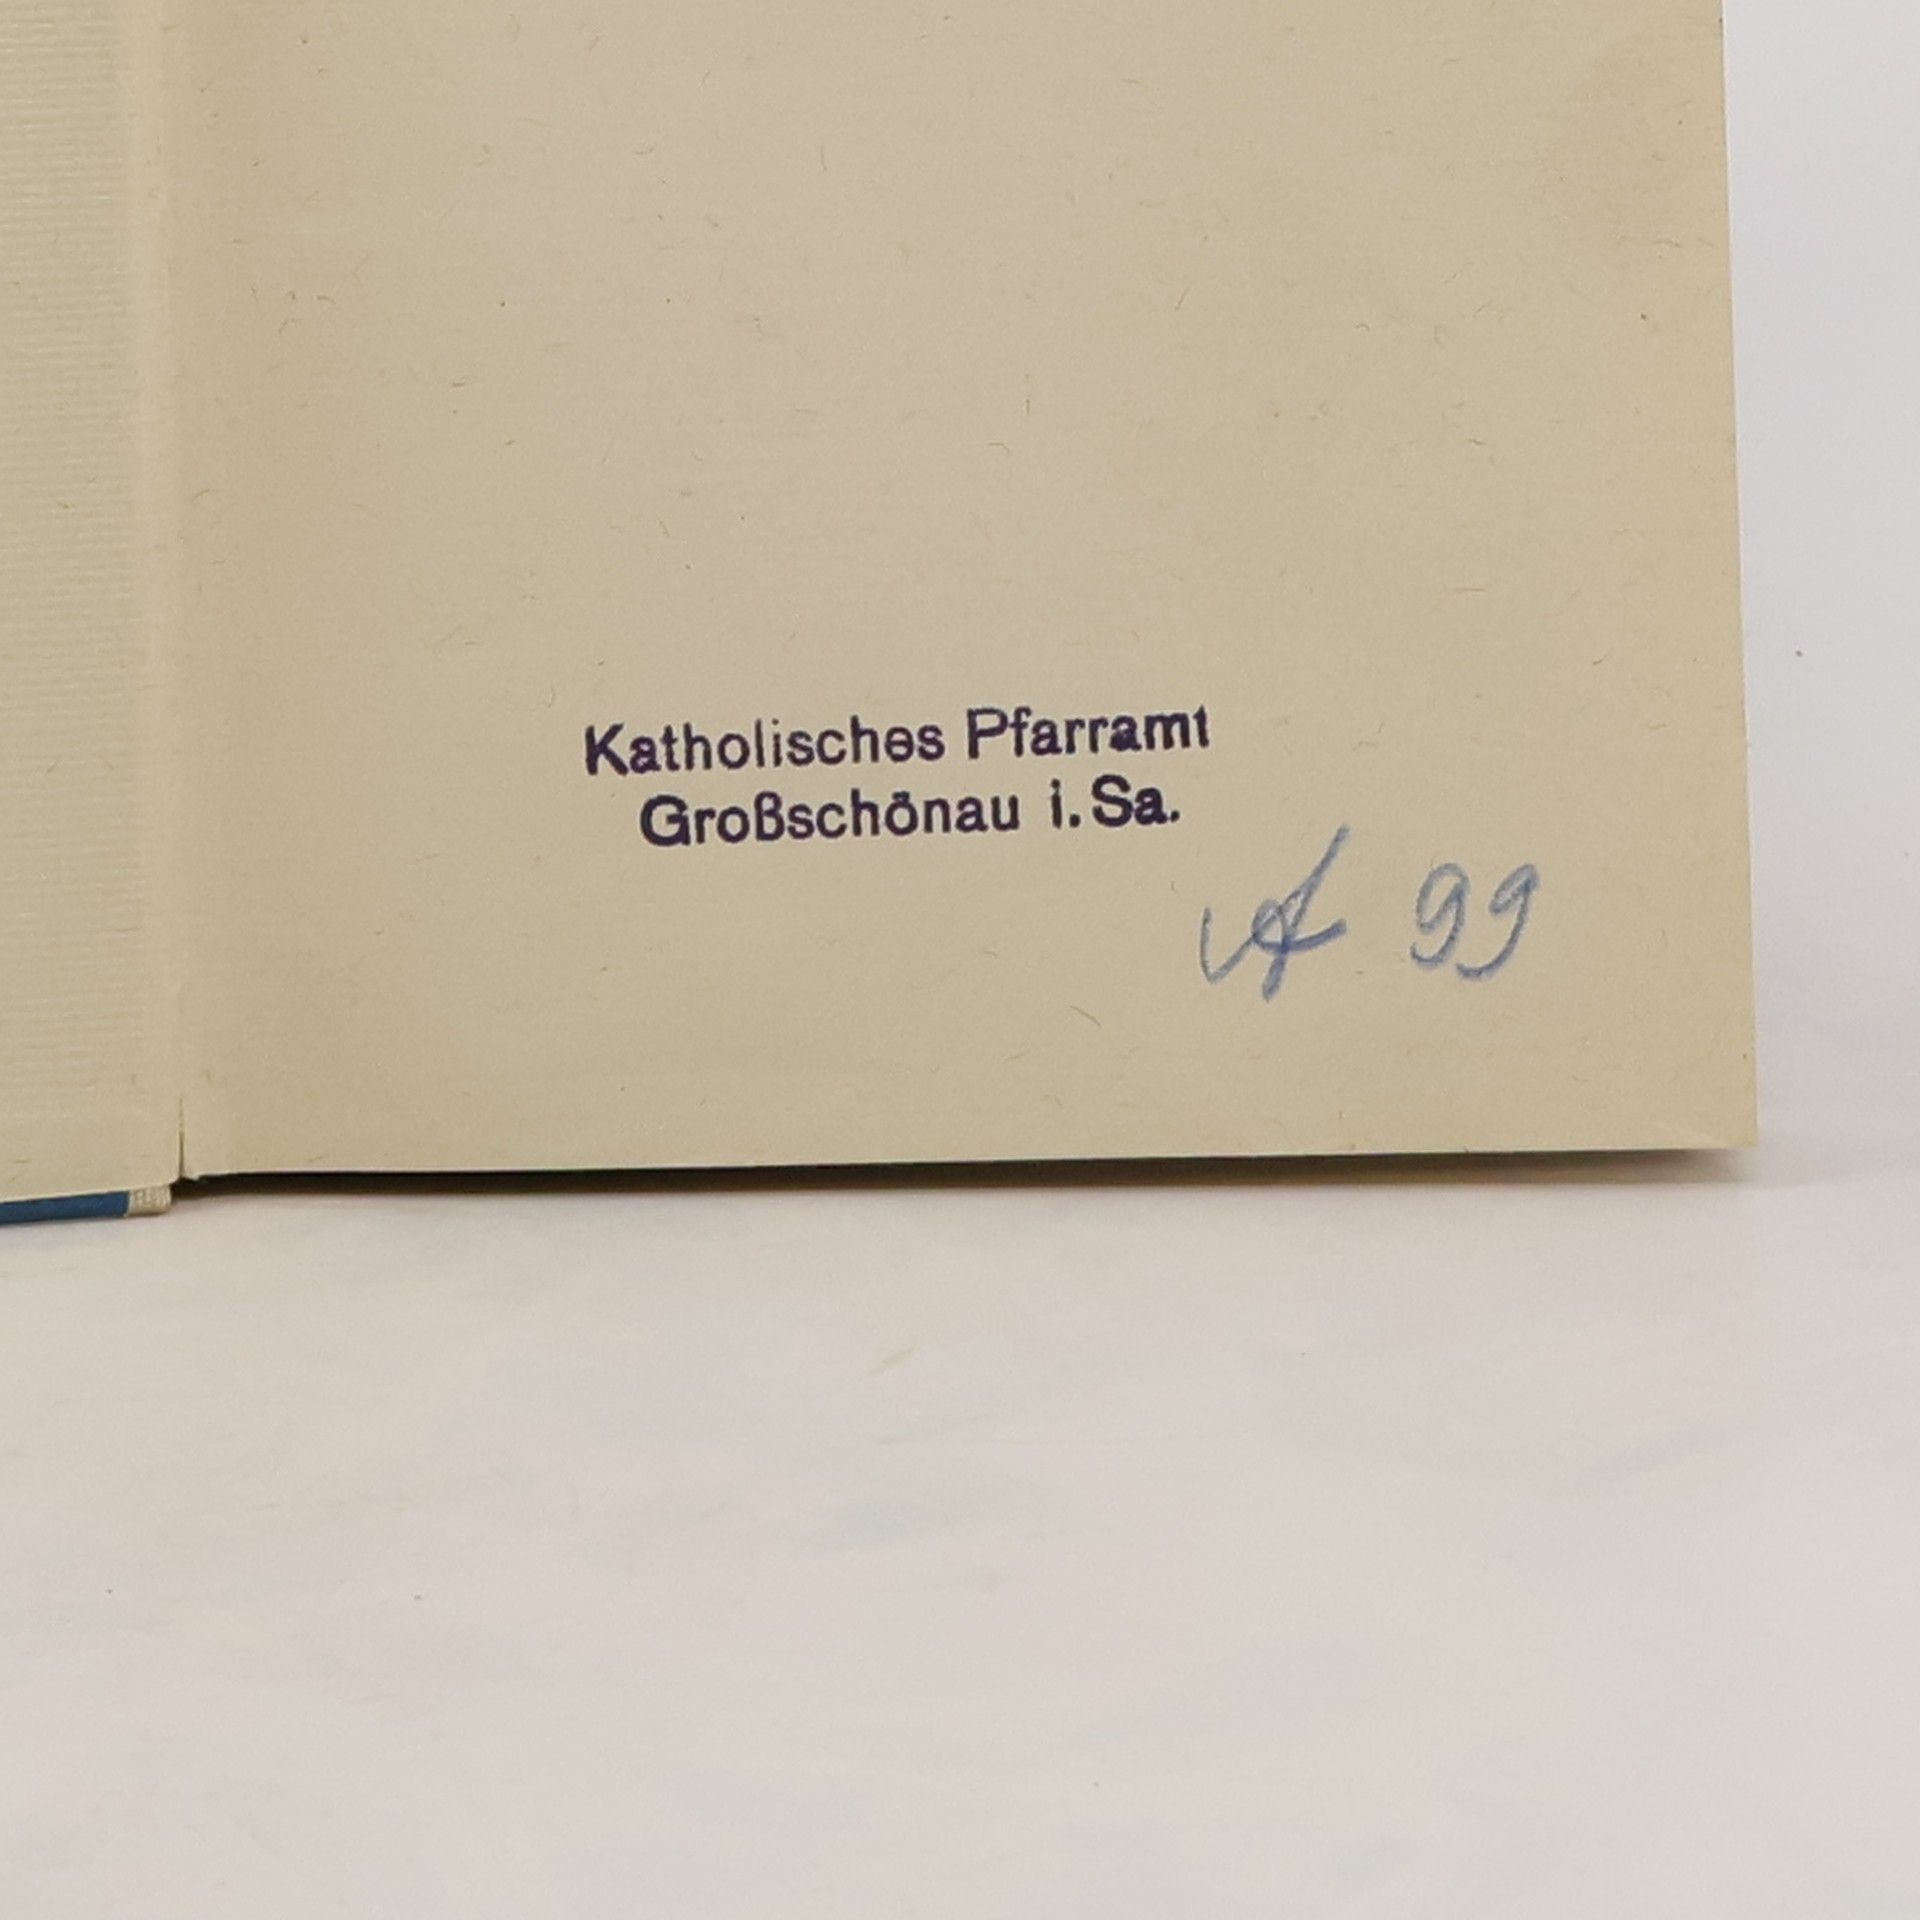 Katholisches Pfarramt
Großschönau i. Sa.
A 99